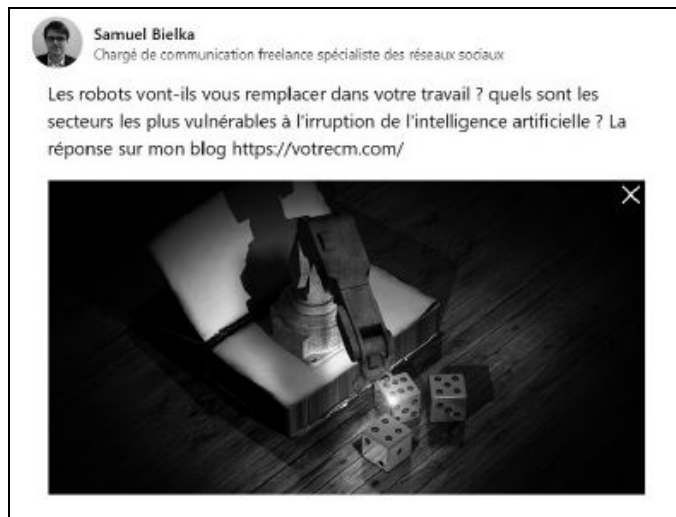 Samuel Bielka
Chargé de communication freelance spécialiste des réseaux sociaux
Les robots vont-ils vous remplacer dans votre travail ? quels sont les
secteurs les plus vulnérables à l'irruption de l'intelligence artificielle ? La
réponse sur mon blog https://votrecm.com/